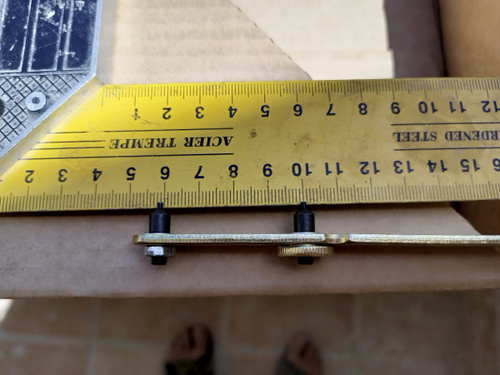 1 2 3 4 5 6 7 8 9 10 11 12
ACIER TREMPE
RDENED STEEL
2 3 4 5 6 7 8 9 10 11 12 13 14 15 16